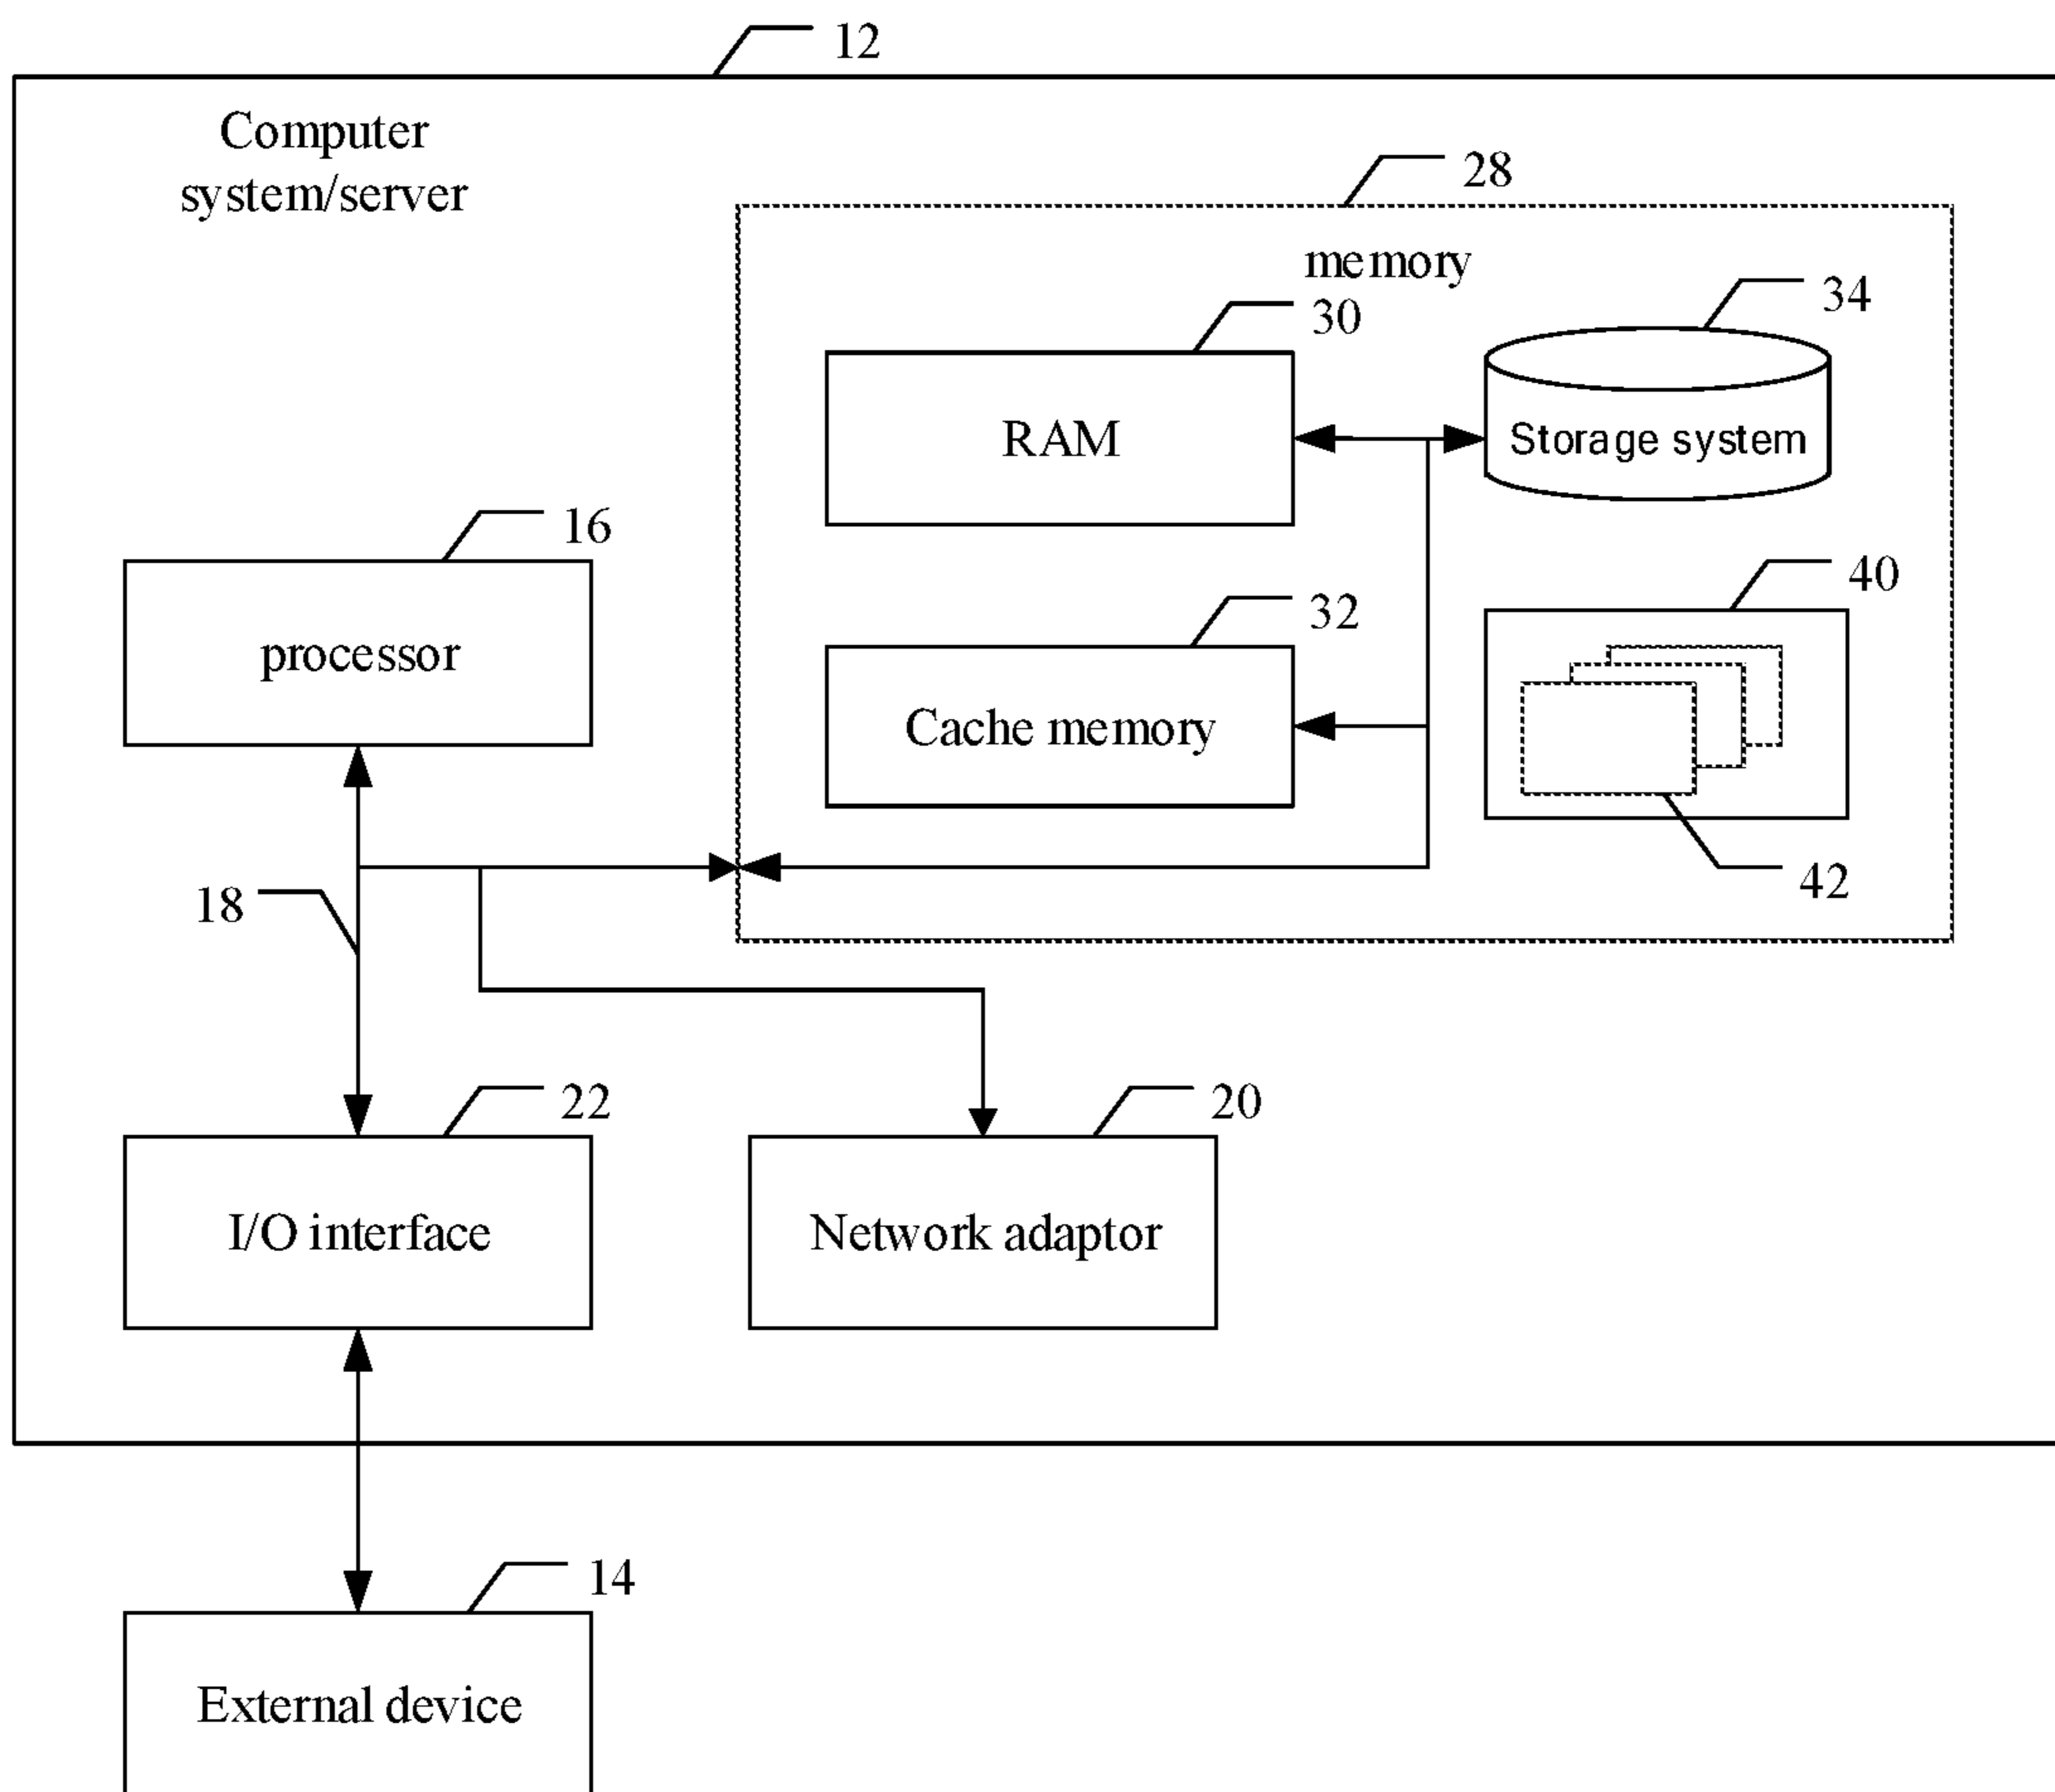 12
Computer
system/server
28
memory
34
30
RAM
Storage system
16
40
32
processor
Cache memory
42
18
22
20
I/O interface
Network adaptor
14
External device